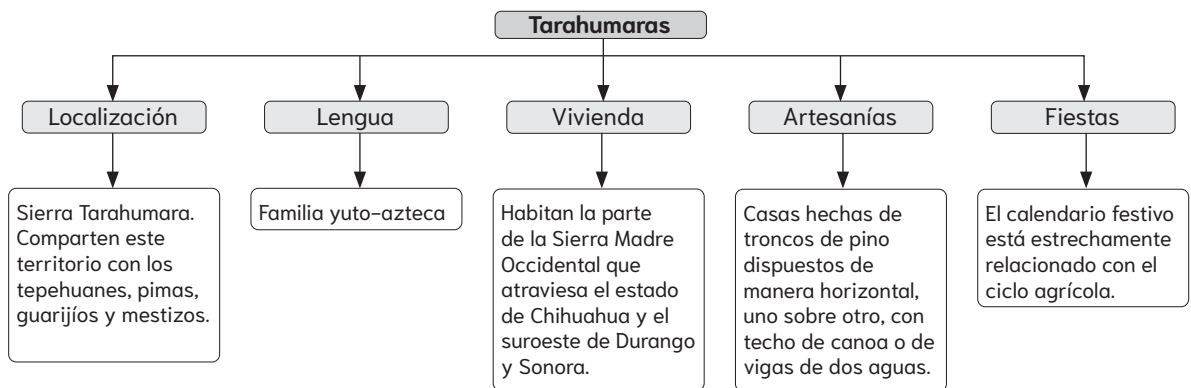 Tarahumaras
Localización
Lengua
Vivienda
Artesanías
Fiestas
Sierra Tarahumara.
Comparten este
territorio con los
tepehuanes, pimas,
guarijíos y mestizos.
Familia yuto-azteca
Habitan la parte
de la Sierra Madre
Occidental que
atraviesa el estado
de Chihuahua y el
suroeste de Durango
y Sonora.
Casas hechas de
troncos de pino
dispuestos de
manera horizontal,
uno sobre otro, con
techo de canoa o de
vigas de dos aguas.
El calendario festivo
está estrechamente
relacionado con el
ciclo agrícola.